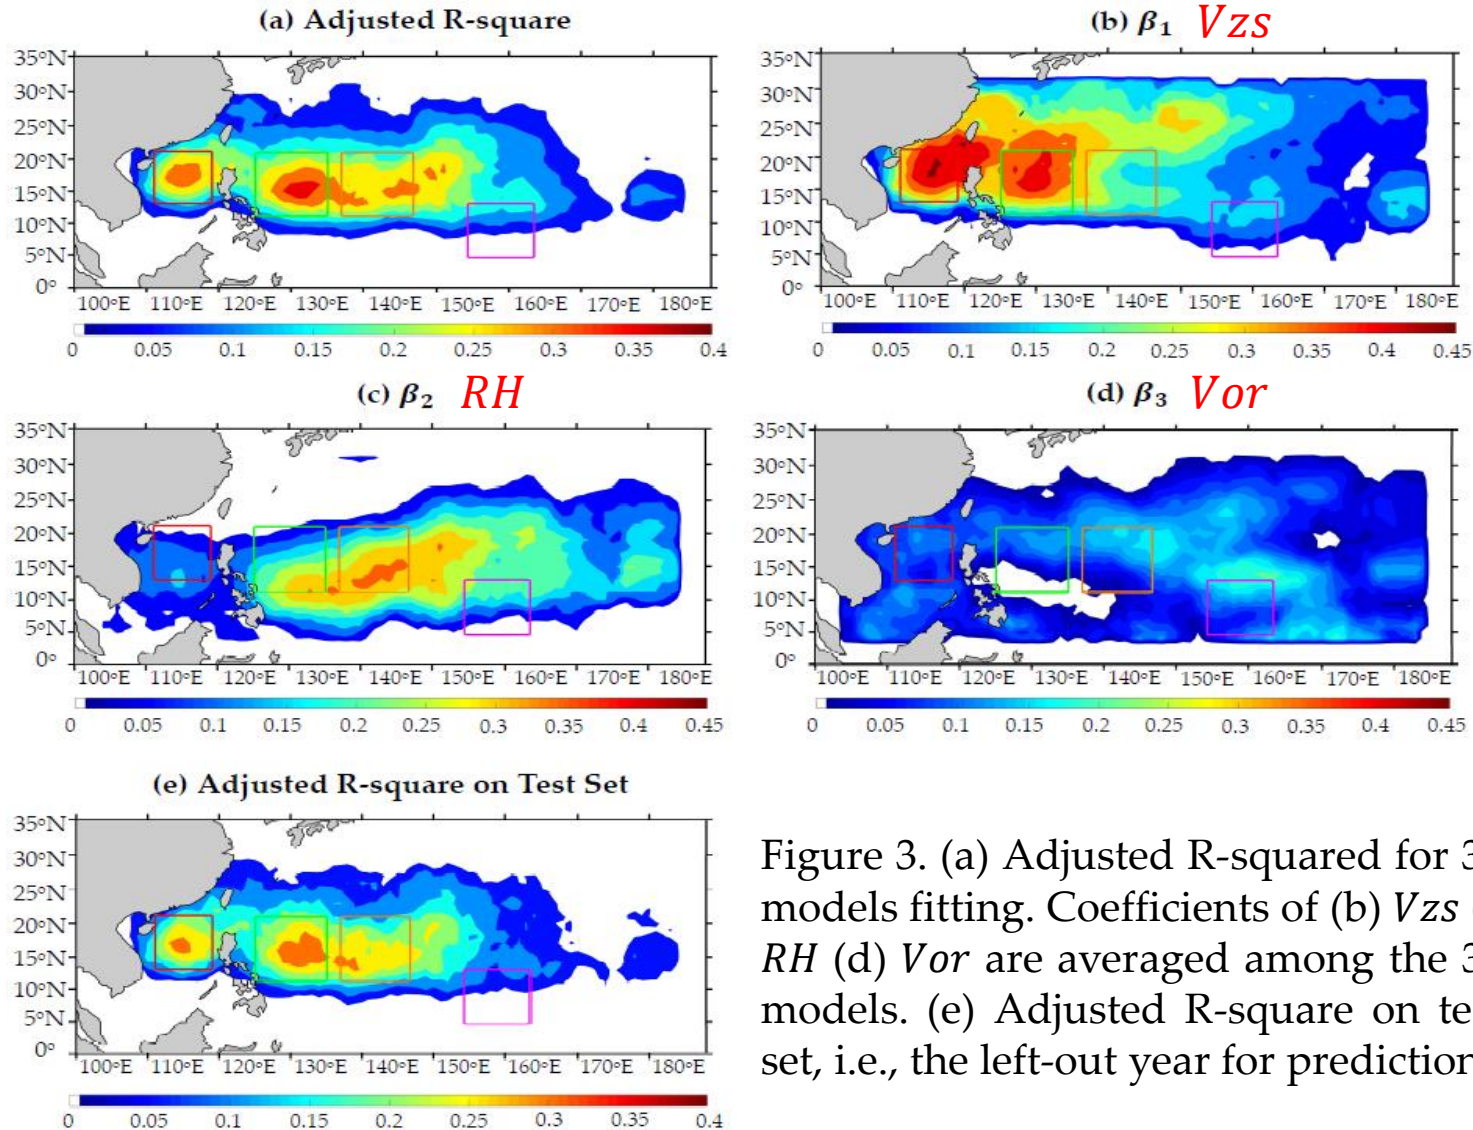 (a) Adjusted R-square
35°N
30°N
25°N
20°N
15°N
10°N
5°N
0°
100°E 110°E 120°E 130°E 140°E 150°E 160°E 170°E 180°E
0 0.05 0.1 0.15 0.2 0.25 0.3 0.35 0.4
(b) β₁ Vzs
35°N
30°N
25°N
20°N
15°N
10°N
5°N
0°
100°E 110°E 120°E 130°E 140°E 150°E 160°E 170°E 180°E
0 0.05 0.1 0.15 0.2 0.25 0.3 0.35 0.4 0.45
(c) β₂ RH
35°N
30°N
25°N
20°N
15°N
10°N
5°N
0°
100°E 110°E 120°E 130°E 140°E 150°E 160°E 170°E 180°E
0 0.05 0.1 0.15 0.2 0.25 0.3 0.35 0.4 0.45
(d) β₃ Vor
35°N
30°N
25°N
20°N
15°N
10°N
5°N
0°
100°E 110°E 120°E 130°E 140°E 150°E 160°E 170°E 180°E
0 0.05 0.1 0.15 0.2 0.25 0.3 0.35 0.4 0.45
(e) Adjusted R-square on Test Set
35°N
30°N
25°N
20°N
15°N
10°N
5°N
0°
100°E 110°E 120°E 130°E 140°E 150°E 160°E 170°E 180°E
0 0.05 0.1 0.15 0.2 0.25 0.3 0.35 0.4
Figure 3. (a) Adjusted R-squared for 3
models fitting. Coefficients of (b) Vzs
RH (d) Vor are averaged among the 3
models. (e) Adjusted R-square on te
set, i.e., the left-out year for prediction